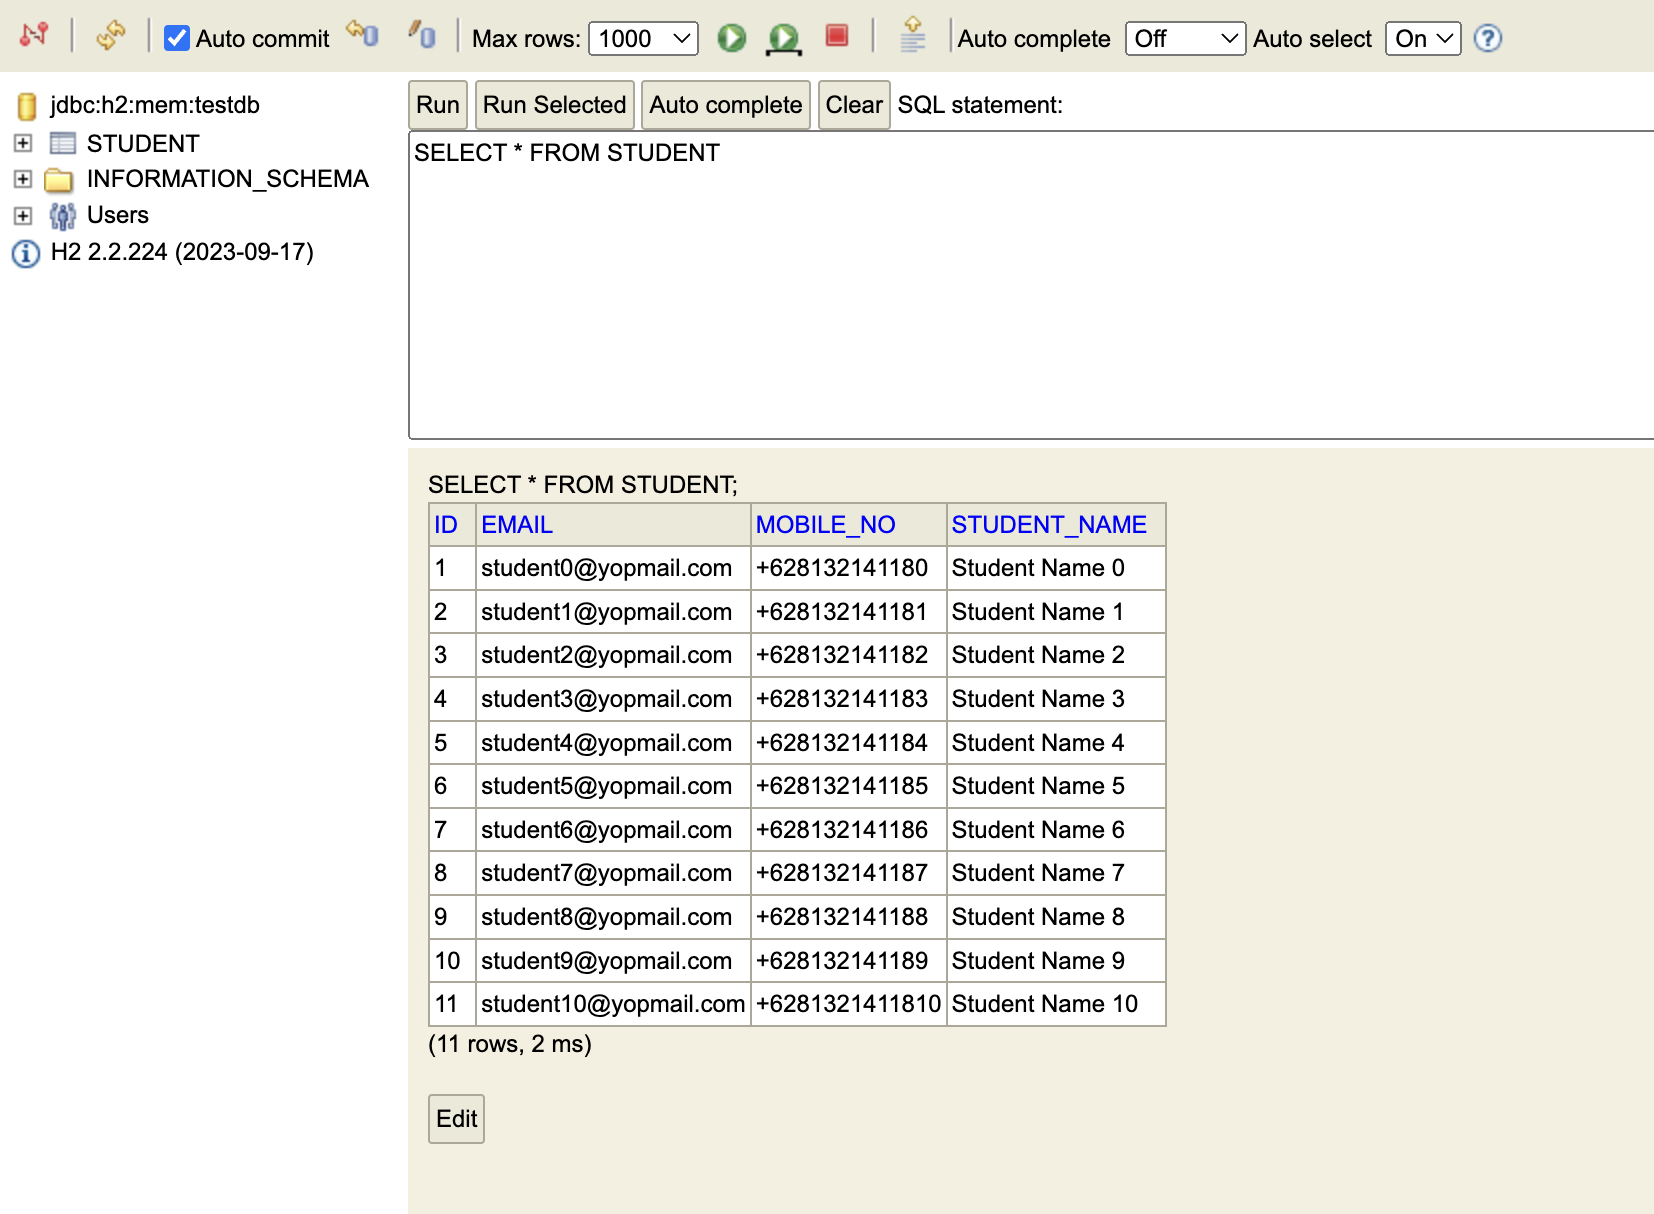 Auto commit Max rows: 1000 Auto complete Off Auto select On ?
jdbc:h2:mem:testdb
STUDENT
INFORMATION_SCHEMA
Users
H2 2.2.224 (2023-09-17)
Run Run Selected Auto complete Clear SQL statement:
SELECT * FROM STUDENT
SELECT * FROM STUDENT;
ID EMAIL MOBILE_NO STUDENT_NAME
1 student0@yopmail.com +628132141180 Student Name 0
2 student1@yopmail.com +628132141181 Student Name 1
3 student2@yopmail.com +628132141182 Student Name 2
4 student3@yopmail.com +628132141183 Student Name 3
5 student4@yopmail.com +628132141184 Student Name 4
6 student5@yopmail.com +628132141185 Student Name 5
7 student6@yopmail.com +628132141186 Student Name 6
8 student7@yopmail.com +628132141187 Student Name 7
9 student8@yopmail.com +628132141188 Student Name 8
10 student9@yopmail.com +628132141189 Student Name 9
11 student10@yopmail.com +6281321411810 Student Name 10
(11 rows, 2 ms)
Edit